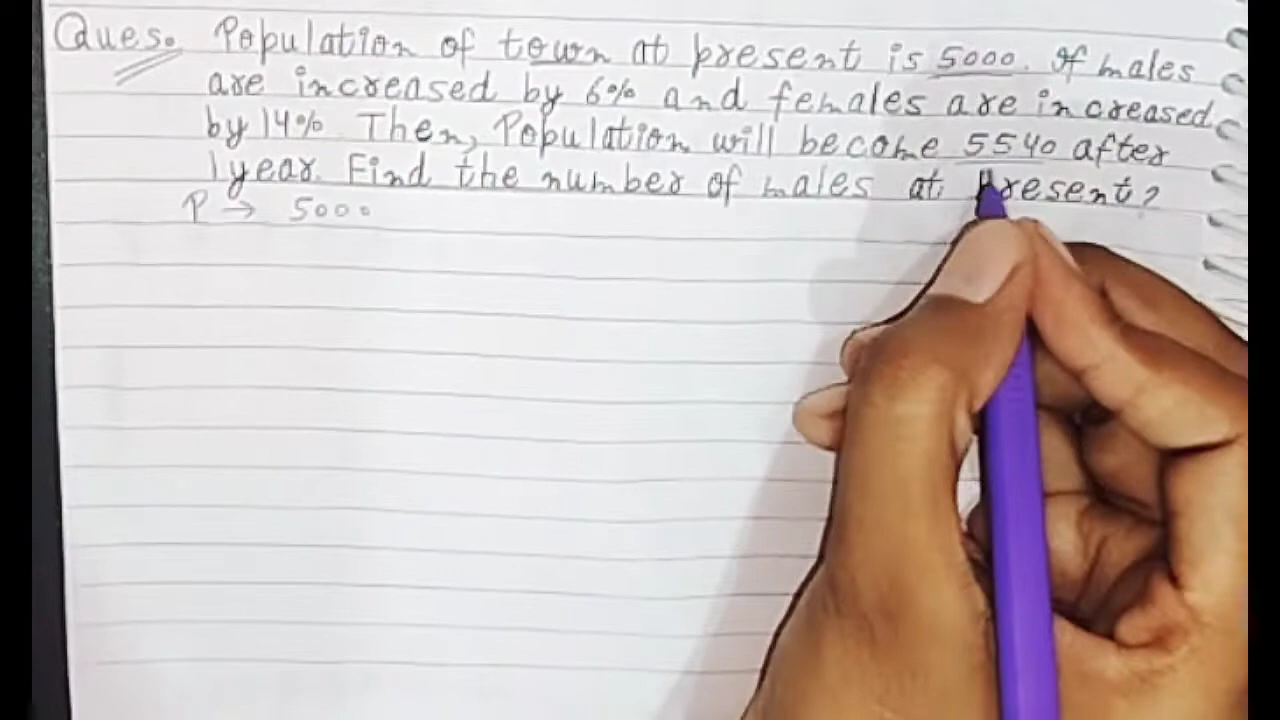 Ques. Population of town at present is 5000. If males
are increased by 6% and females are increased
by 14% Then, Population will become 5540 after
1 year. Find the number of males at present?
P → 5000